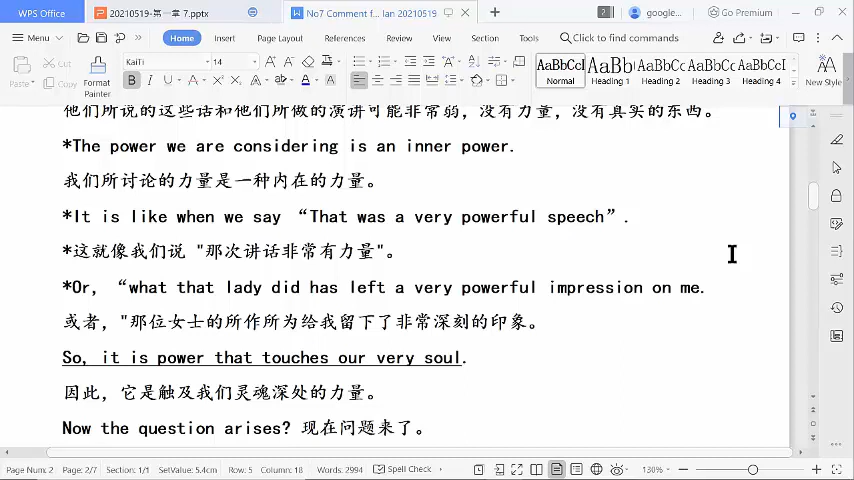 WPS Office
20210519-第一章 7.pptx
No7 Comment f... lan 20210519
2
google...
Go Premium
Menu
Home
Insert
Page Layout
References
Review
View
Section
Tools
Click to find commands
Paste
Cut
Copy
Format Painter
KaiTi
14
AaBbCcDd Normal
AaBb Heading 1
AaBbC Heading 2
AaBbC Heading 3
AaBbCcI Heading 4
New Style
他们所说的这些话和他们所做的演讲可能非常弱，没有力量，没有真实的东西。
*The power we are considering is an inner power.
我们所讨论的力量是一种内在的力量。
*It is like when we say “That was a very powerful speech”.
*这就像我们说 "那次讲话非常有力量"。
*Or, “what that lady did has left a very powerful impression on me.
或者，"那位女士的所作所为给我留下了非常深刻的印象。
So, it is power that touches our very soul.
因此，它是触及我们灵魂深处的力量。
Now the question arises? 现在问题来了。
Page Num: 2 Page: 2/7 Section: 1/1 SetValue: 5.4cm Row: 5 Column: 18 Words: 2994 Spell Check 130%